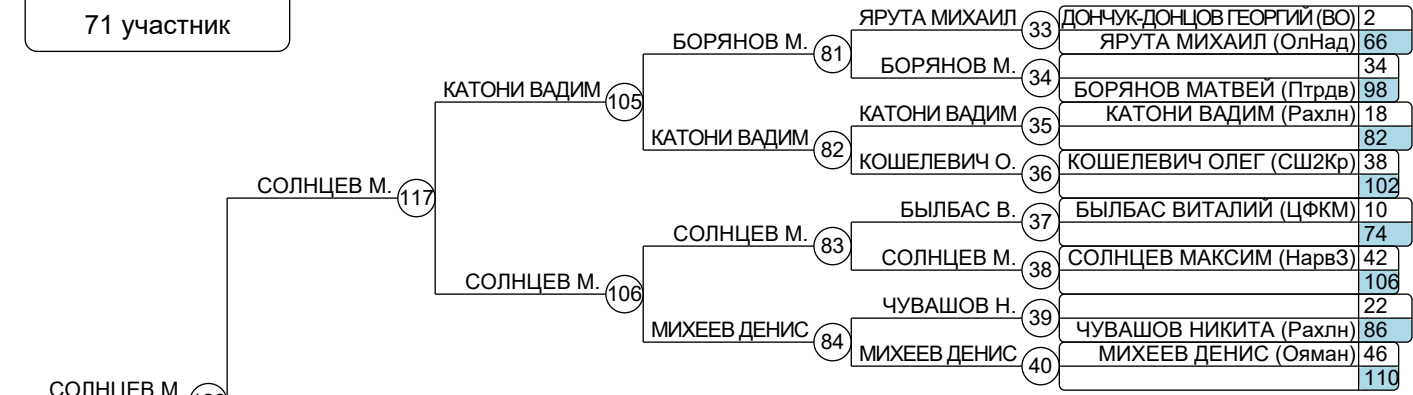 71 участник
ЯРУТА МИХАИЛ 33 ДОНЧУК-ДОНЦОВ ГЕОРГИЙ (ВО) 2
ЯРУТА МИХАИЛ (ОлНад) 66
БОРЯНОВ М. 81
БОРЯНОВ М. 34 34
БОРЯНОВ МАТВЕЙ (Птрдв) 98
КАТОНИ ВАДИМ 105
КАТОНИ ВАДИМ 35 КАТОНИ ВАДИМ (Рахлн) 18
82
КАТОНИ ВАДИМ 82
КОШЕЛЕВИЧ О. 36 КОШЕЛЕВИЧ ОЛЕГ (СШ2Кр) 38
102
СОЛНЦЕВ М. 117
БЫЛБАС В. 37 БЫЛБАС ВИТАЛИЙ (ЦФКМ) 10
74
СОЛНЦЕВ М. 83
СОЛНЦЕВ М. 38 СОЛНЦЕВ МАКСИМ (Нарв3) 42
106
СОЛНЦЕВ М. 106
ЧУВАШОВ Н. 39 22
ЧУВАШОВ НИКИТА (Рахлн) 86
МИХЕЕВ ДЕНИС 84
МИХЕЕВ ДЕНИС 40 МИХЕЕВ ДЕНИС (Ояман) 46
110
СОЛНЦЕВ М.